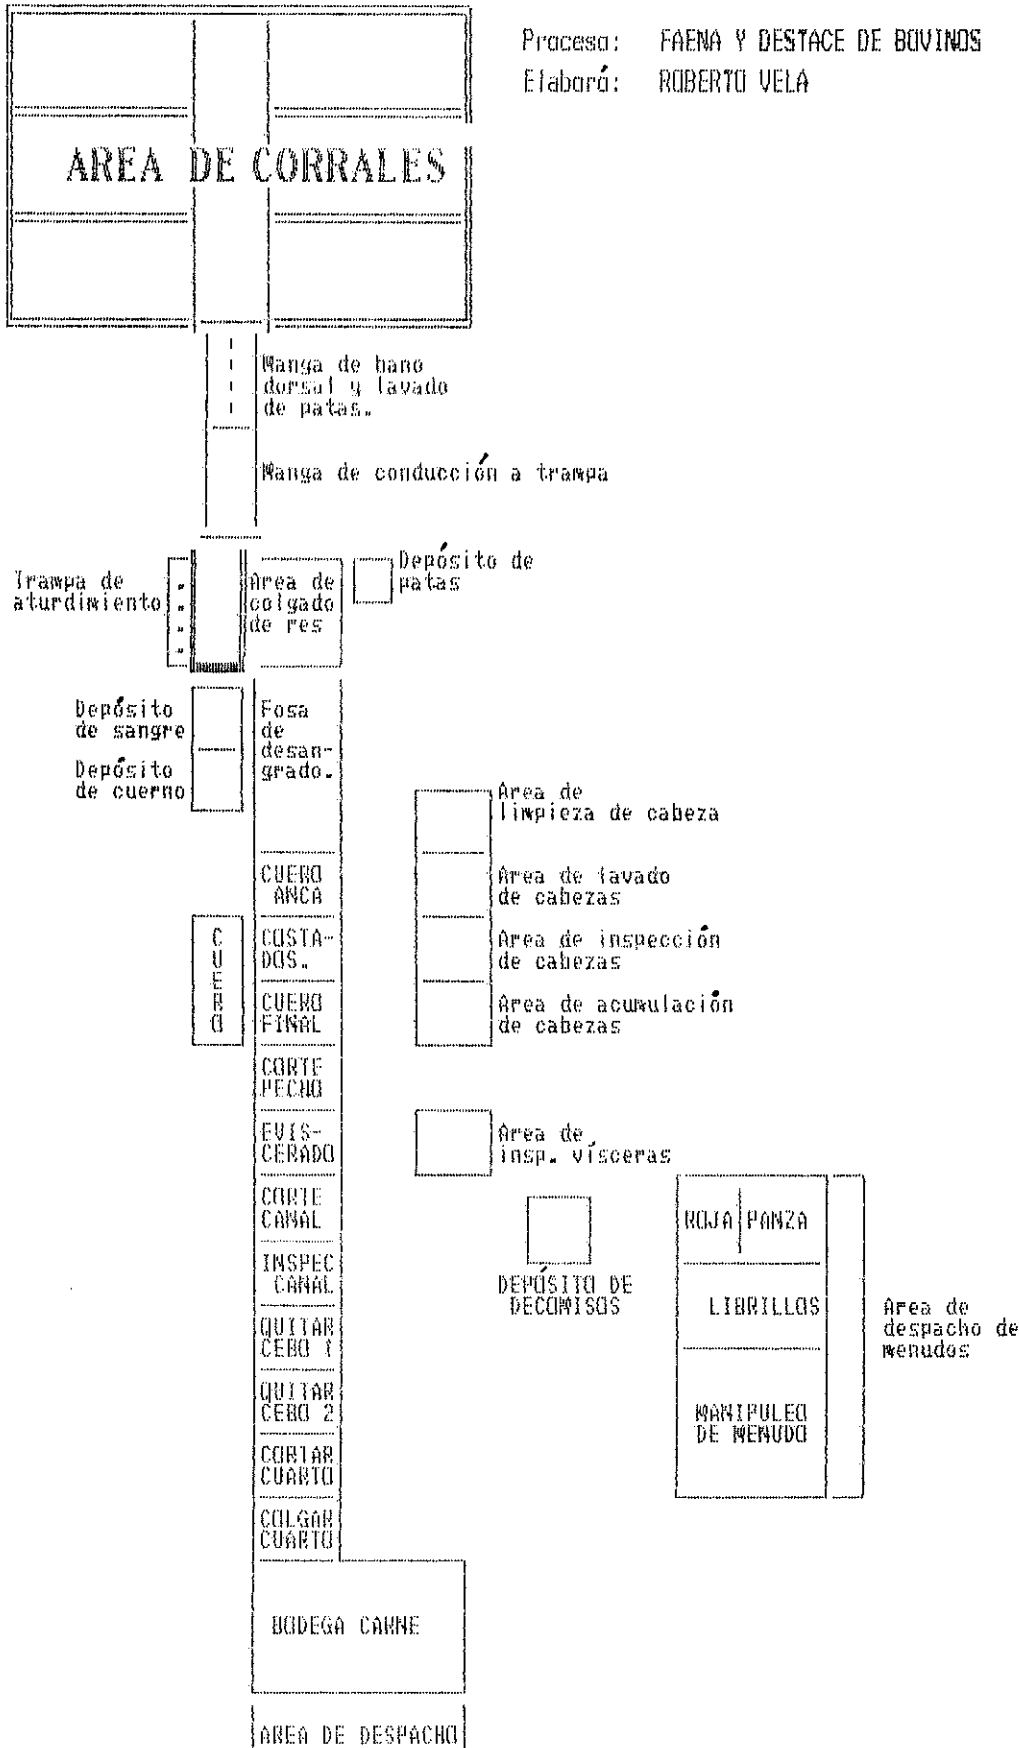 Proceso: FAENA Y DESTACE DE BOVINOS
Elaboró: ROBERTO VELA
AREA DE CORRALES
Manga de bano
dorsal y lavado
de patas.
Manga de conducción a trampa
Trampa de
aturdimiento
Area de
colgado
de res
Depósito de
patas
Depósito
de sangre
Depósito
de cuerno
Fosa
de
desan-
grado.
Area de
limpieza de cabeza
CUERO
ANCA
Area de lavado
de cabezas
CUERO
COSTA-
DOS.
Area de inspección
de cabezas
CUERO
FINAL
Area de acumulación
de cabezas
CORTE
PECHO
EVIS-
CERADO
Area de
insp. vísceras
CORTE
CANAL
ROJA PANZA
INSPEC
CANAL
DEPÓSITO DE
DECOMISOS
LIBRILLOS
Area de
despacho de
menudos
QUITAR
CEBO 1
QUITAR
CEBO 2
MANIPULEO
DE MENUDO
CORTAR
CUARTO
COLGAR
CUARTO
BODEGA CARNE
AREA DE DESPACHO